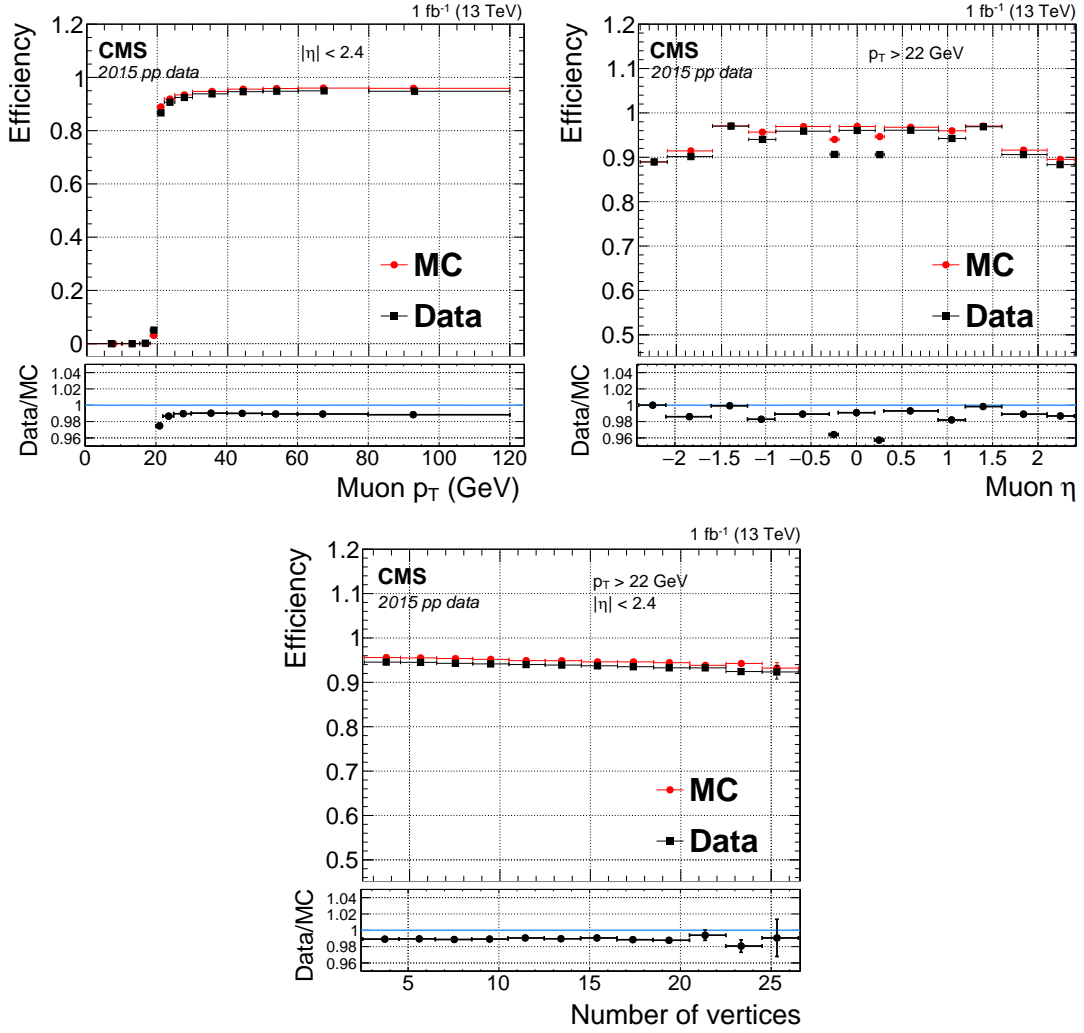 1 fb⁻¹ (13 TeV)
Efficiency
1.2
1
0.8
0.6
0.4
0.2
0
CMS
2015 pp data
|η| < 2.4
MC
Data
Data/MC
1.04
1.02
1
0.98
0.96
0 20 40 60 80 100 120
Muon p_T (GeV)
1 fb⁻¹ (13 TeV)
Efficiency
1.2
1.1
1
0.9
0.8
0.7
0.6
0.5
CMS
2015 pp data
p_T > 22 GeV
MC
Data
Data/MC
1.04
1.02
1
0.98
0.96
−2 −1.5 −1 −0.5 0 0.5 1 1.5 2
Muon η
1 fb⁻¹ (13 TeV)
Efficiency
1.2
1.1
1
0.9
0.8
0.7
0.6
0.5
CMS
2015 pp data
p_T > 22 GeV
|η| < 2.4
MC
Data
Data/MC
1.04
1.02
1
0.98
0.96
5 10 15 20 25
Number of vertices